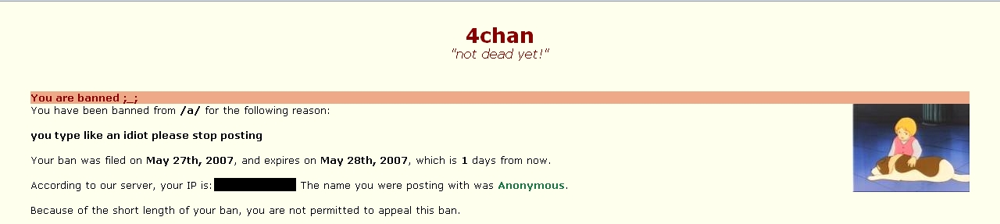 4chan
"not dead yet!"
You are banned ;_;
You have been banned from /a/ for the following reason:
you type like an idiot please stop posting
Your ban was filed on May 27th, 2007, and expires on May 28th, 2007, which is 1 days from now.
According to our server, your IP is: The name you were posting with was Anonymous.
Because of the short length of your ban, you are not permitted to appeal this ban.